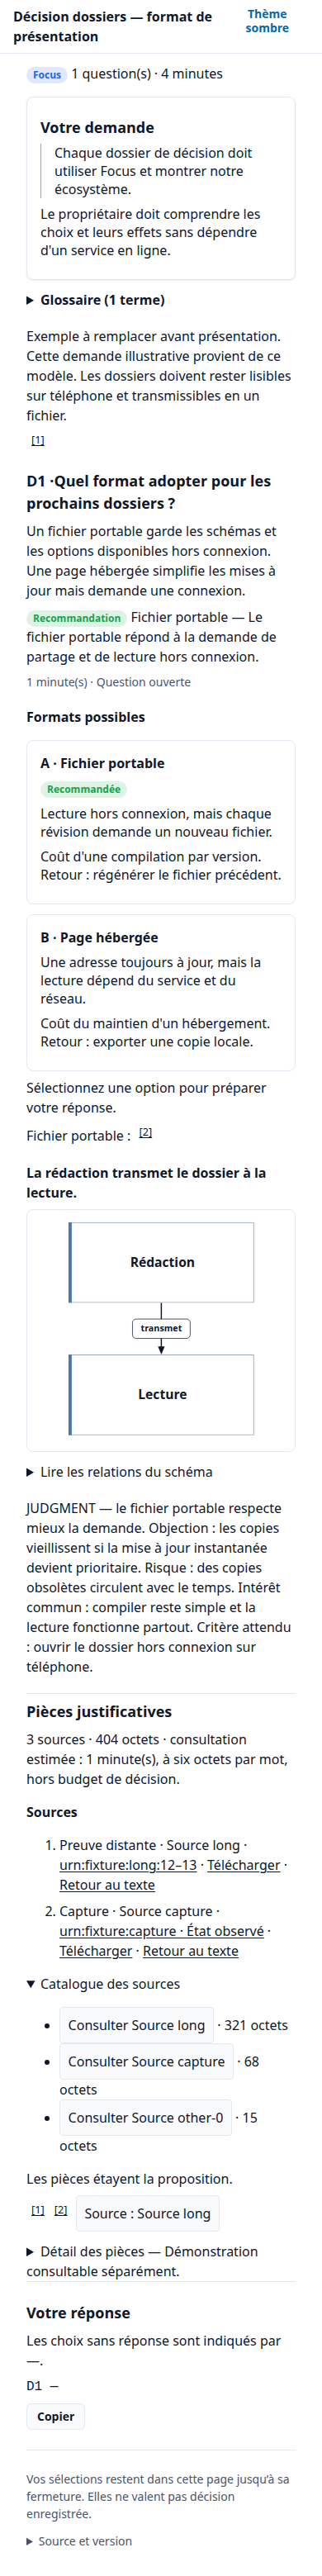 Décision dossiers — format de
présentation
Thème
sombre
Focus 1 question(s) · 4 minutes
Votre demande
Chaque dossier de décision doit
utiliser Focus et montrer notre
écosystème.
Le propriétaire doit comprendre les
choix et leurs effets sans dépendre
d'un service en ligne.
Glossaire (1 terme)
Exemple à remplacer avant présentation.
Cette demande illustrative provient de ce
modèle. Les dossiers doivent rester lisibles
sur téléphone et transmissibles en un
fichier.
[1]
D1 ·Quel format adopter pour les
prochains dossiers ?
Un fichier portable garde les schémas et
les options disponibles hors connexion.
Une page hébergée simplifie les mises à
jour mais demande une connexion.
Recommandation Fichier portable — Le
fichier portable répond à la demande de
partage et de lecture hors connexion.
1 minute(s) · Question ouverte
Formats possibles
A · Fichier portable
Recommandée
Lecture hors connexion, mais chaque
révision demande un nouveau fichier.
Coût d'une compilation par version.
Retour : régénérer le fichier précédent.
B · Page hébergée
Une adresse toujours à jour, mais la
lecture dépend du service et du
réseau.
Coût du maintien d'un hébergement.
Retour : exporter une copie locale.
Sélectionnez une option pour préparer
votre réponse.
Fichier portable : [2]
La rédaction transmet le dossier à la
lecture.
Rédaction
transmet
Lecture
Lire les relations du schéma
JUDGMENT — le fichier portable respecte
mieux la demande. Objection : les copies
vieillissent si la mise à jour instantanée
devient prioritaire. Risque : des copies
obsolètes circulent avec le temps. Intérêt
commun : compiler reste simple et la
lecture fonctionne partout. Critère attendu
: ouvrir le dossier hors connexion sur
téléphone.
Pièces justificatives
3 sources · 404 octets · consultation
estimée : 1 minute(s), à six octets par mot,
hors budget de décision.
Sources
1. Preuve distante · Source long ·
urn:fixture:long:12–13 · Télécharger ·
Retour au texte
2. Capture · Source capture ·
urn:fixture:capture · État observé ·
Télécharger · Retour au texte
Catalogue des sources
Consulter Source long · 321 octets
Consulter Source capture · 68
octets
Consulter Source other-0 · 15
octets
Les pièces étayent la proposition.
[1] [2] Source : Source long
Détail des pièces — Démonstration
consultable séparément.
Votre réponse
Les choix sans réponse sont indiqués par
—.
D1 —
Copier
Vos sélections restent dans cette page jusqu'à sa
fermeture. Elles ne valent pas décision
enregistrée.
Source et version